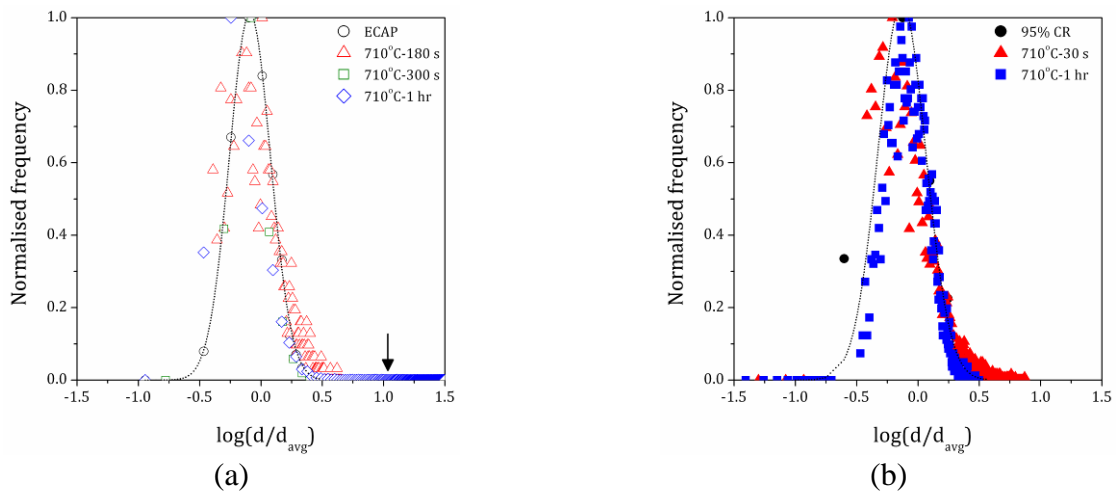 1.0
0.8
0.6
0.4
0.2
0.0
Normalised frequency
ECAP
710°C-180 s
710°C-300 s
710°C-1 hr
-1.5 -1.0 -0.5 0.0 0.5 1.0 1.5
log(d/d_avg)
(a)
1.0
0.8
0.6
0.4
0.2
0.0
Normalised frequency
95% CR
710°C-30 s
710°C-1 hr
-1.5 -1.0 -0.5 0.0 0.5 1.0 1.5
log(d/d_avg)
(b)